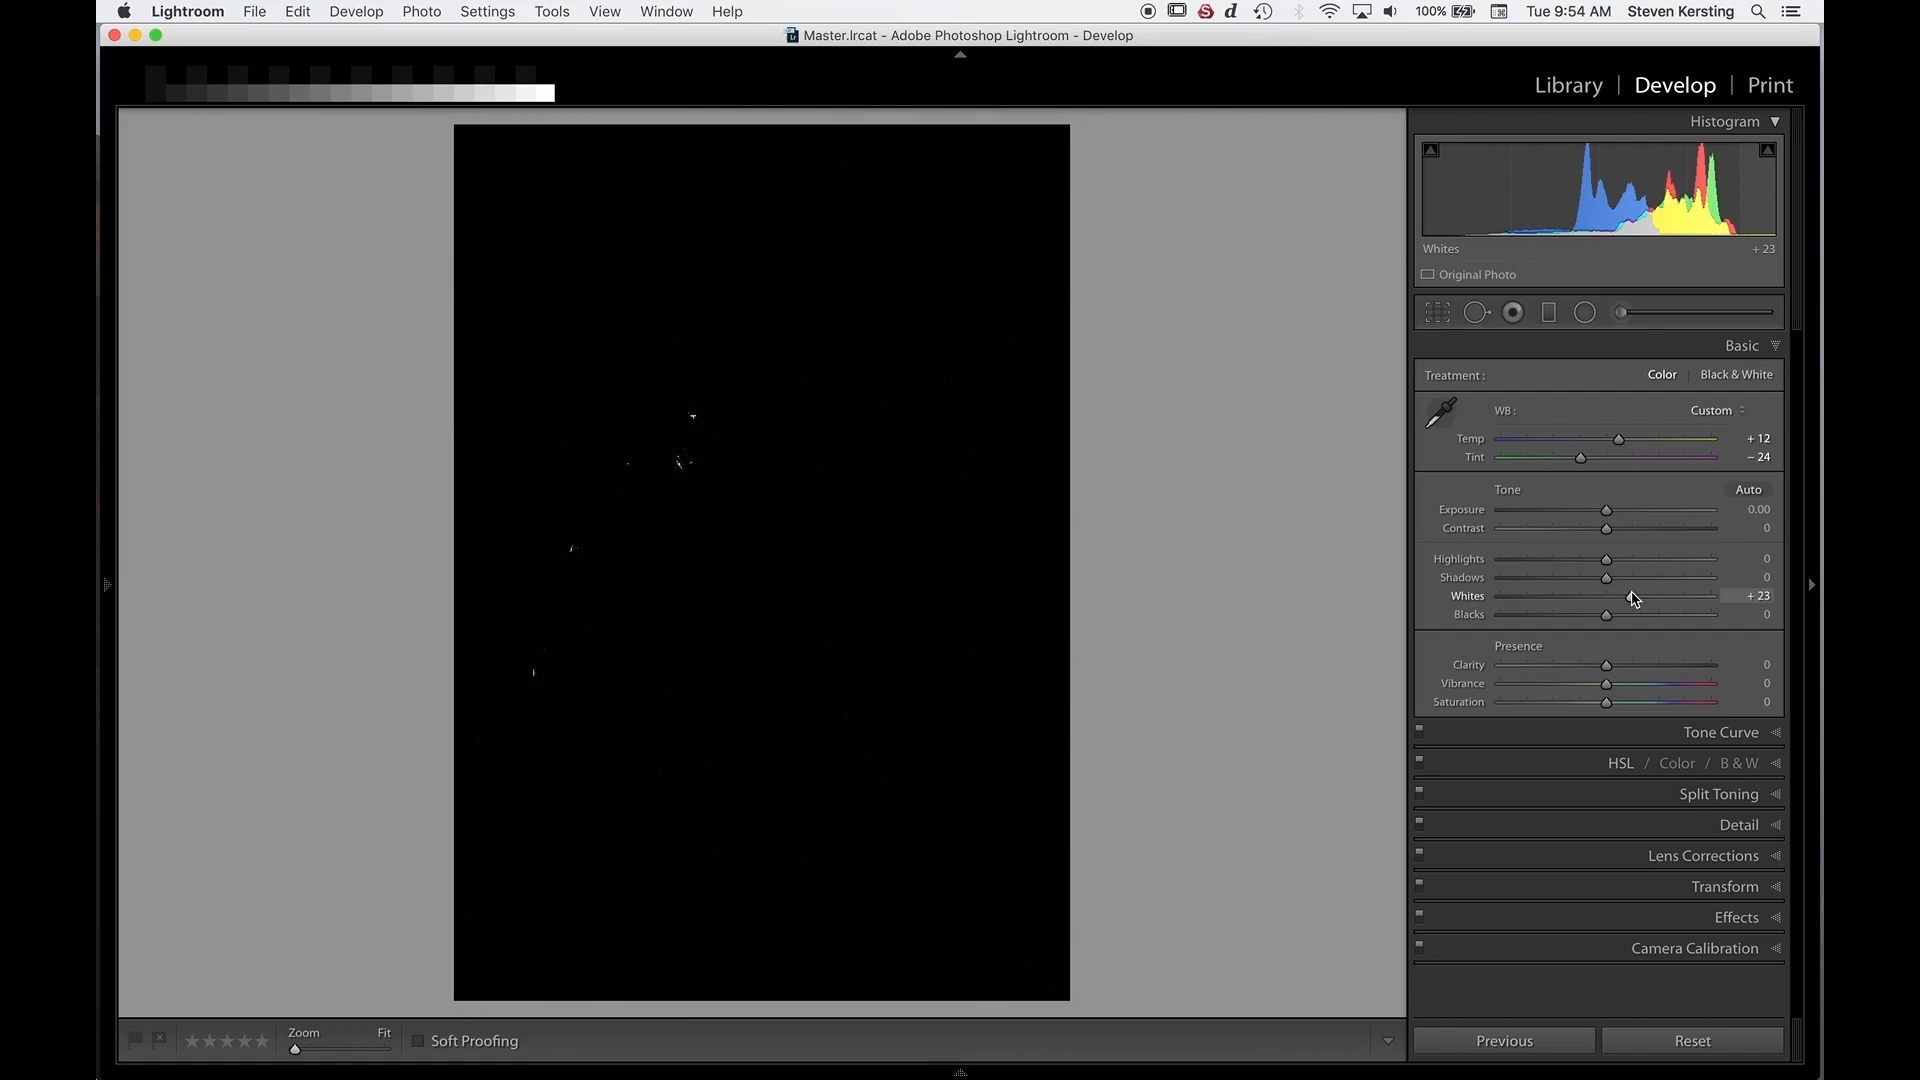 Lightroom File Edit Develop Photo Settings Tools View Window Help 100% Tue 9:54 AM Steven Kersting
Master.lrcat - Adobe Photoshop Lightroom - Develop
Library | Develop | Print
Histogram
Whites + 23
Original Photo
Basic
Treatment : Color | Black & White
WB : Custom
Temp + 12
Tint − 24
Tone Auto
Exposure 0.00
Contrast 0
Highlights 0
Shadows 0
Whites + 23
Blacks 0
Presence
Clarity 0
Vibrance 0
Saturation 0
Tone Curve
HSL / Color / B & W
Split Toning
Detail
Lens Corrections
Transform
Effects
Camera Calibration
Zoom Fit Soft Proofing
Previous Reset